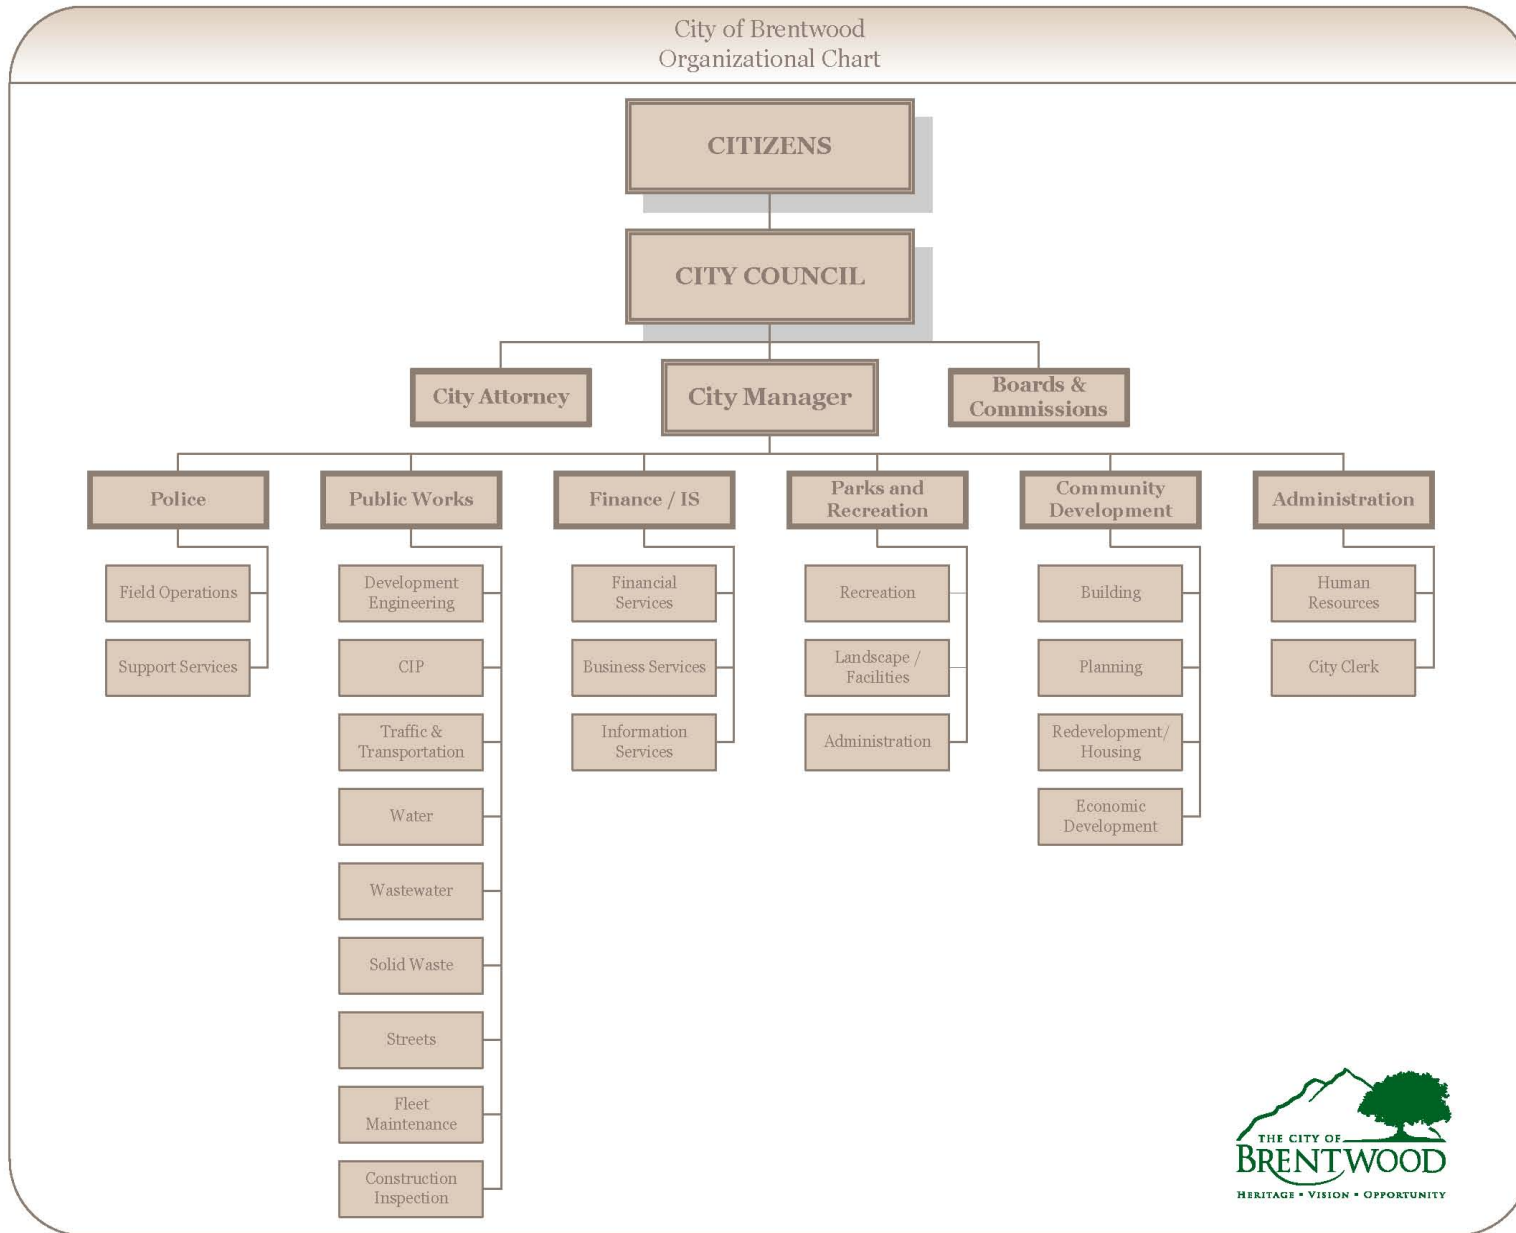 City of Brentwood
Organizational Chart
CITIZENS
CITY COUNCIL
City Attorney
City Manager
Boards &
Commissions
Police
Public Works
Finance / IS
Parks and
Recreation
Community
Development
Administration
Field Operations
Support Services
Development
Engineering
CIP
Traffic &
Transportation
Water
Wastewater
Solid Waste
Streets
Fleet
Maintenance
Construction
Inspection
Financial
Services
Business Services
Information
Services
Recreation
Landscape /
Facilities
Administration
Building
Planning
Redevelopment/
Housing
Economic
Development
Human
Resources
City Clerk
THE CITY OF
BRENTWOOD
HERITAGE • VISION • OPPORTUNITY